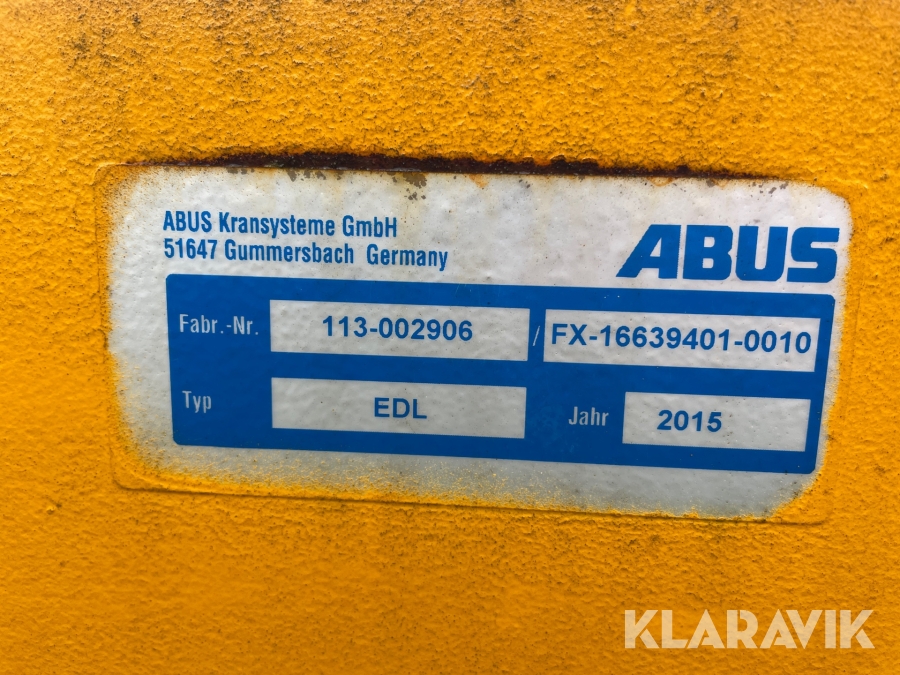 ABUS Kransysteme GmbH
51647 Gummersbach Germany
ABUS
Fabr.-Nr. 113-002906 / FX-16639401-0010
Typ EDL Jahr 2015
KLARAVIK